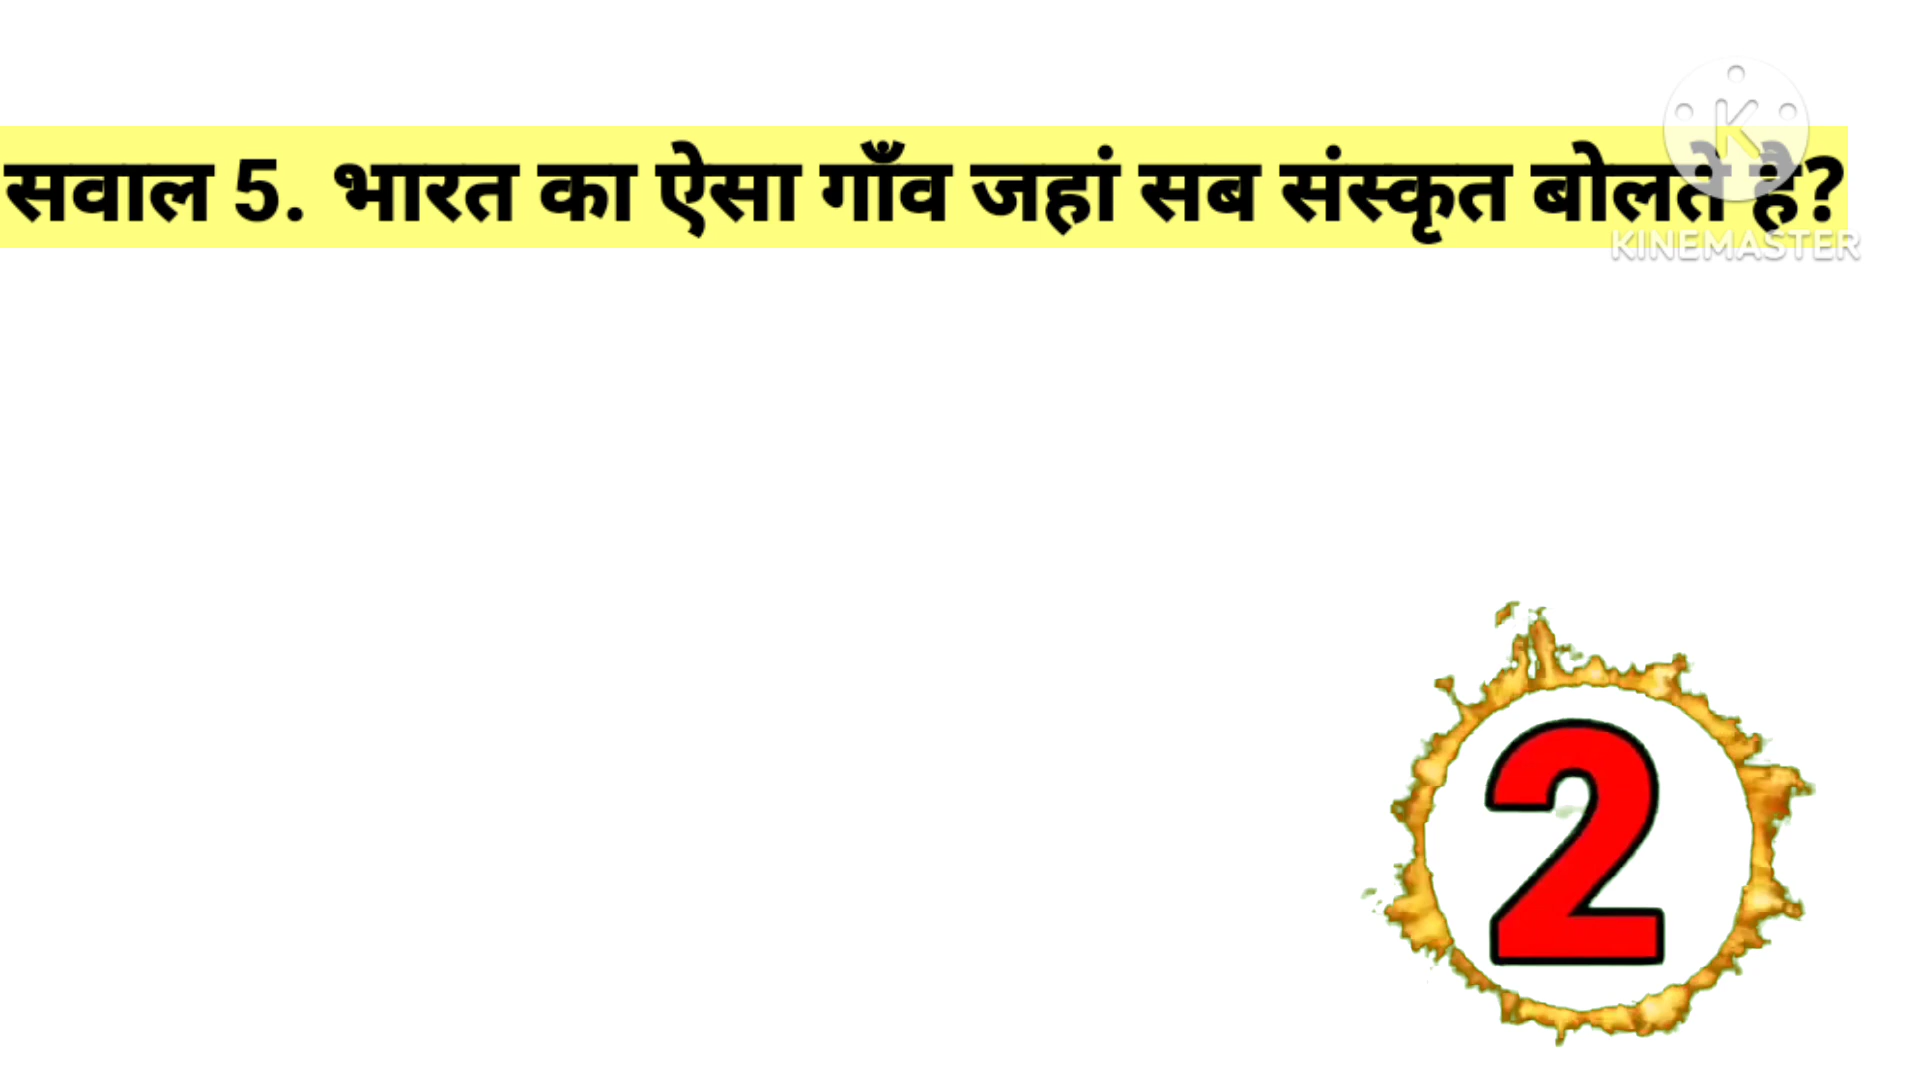 सवाल 5. भारत का ऐसा गाँव जहां सब संस्कृत बोलते है?
K
KINEMASTER
2